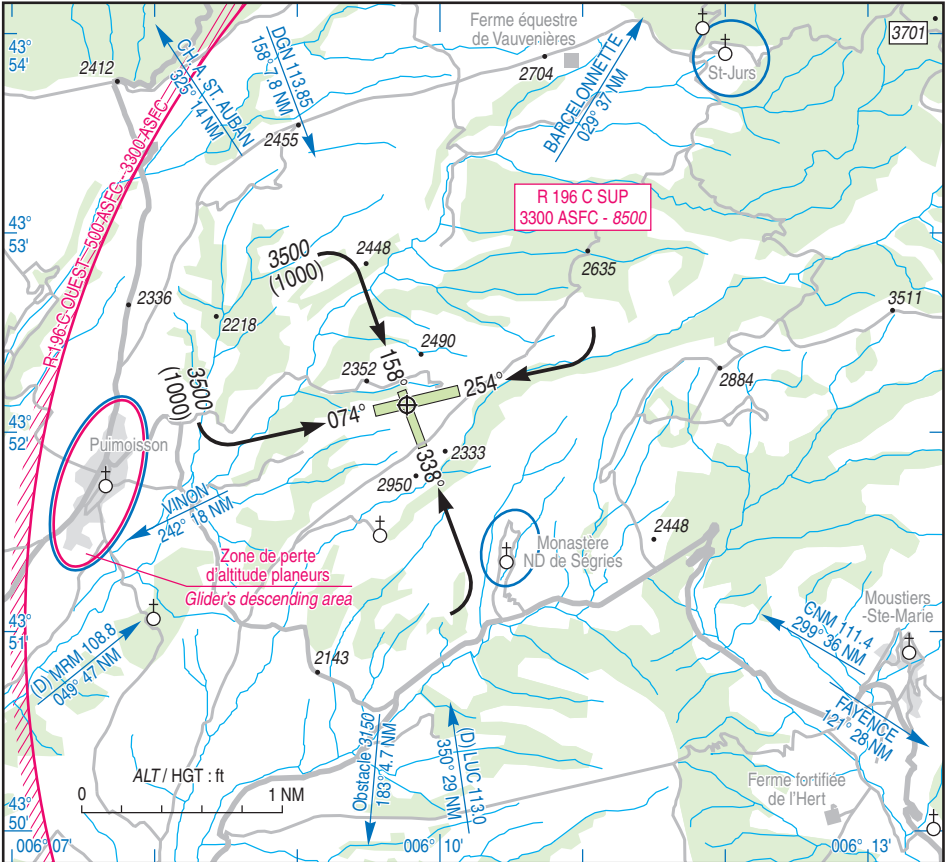 43°
54'
2412
CH.A. ST. AUBAN
325° 14 NM
DGN 113.85
158° 7.8 NM
2455
Ferme équestre
de Vauvenières
2704
BARCELONNETTE
029° 37 NM
St-Jurs
3701
R 196 C OUEST - 500 ASFC - 3300 ASFC
43°
53'
R 196 C SUP
3300 ASFC - 8500
3500
(1000)
2448
2635
2336
2218
3511
2490
2352
158°
2884
3500
(1000)
074°
254°
43°
52'
Puimoisson
338°
2333
2950
VINON
242° 18 NM
2448
Monastère
ND de Ségries
Zone de perte
d'altitude planeurs
Glider's descending area
43°
51'
(D) MRM 108.8
049° 47 NM
2143
CNM 111.4
299° 36 NM
Moustiers
-Ste-Marie
FAYENCE
121° 28 NM
Obstacle 3150
183° 4.7 NM
(D) LUC 113.0
350° 29 NM
ALT / HGT : ft
0
1 NM
Ferme fortifiée
de l'Hert
43°
50'
006° 07'
006° 10'
006° 13'